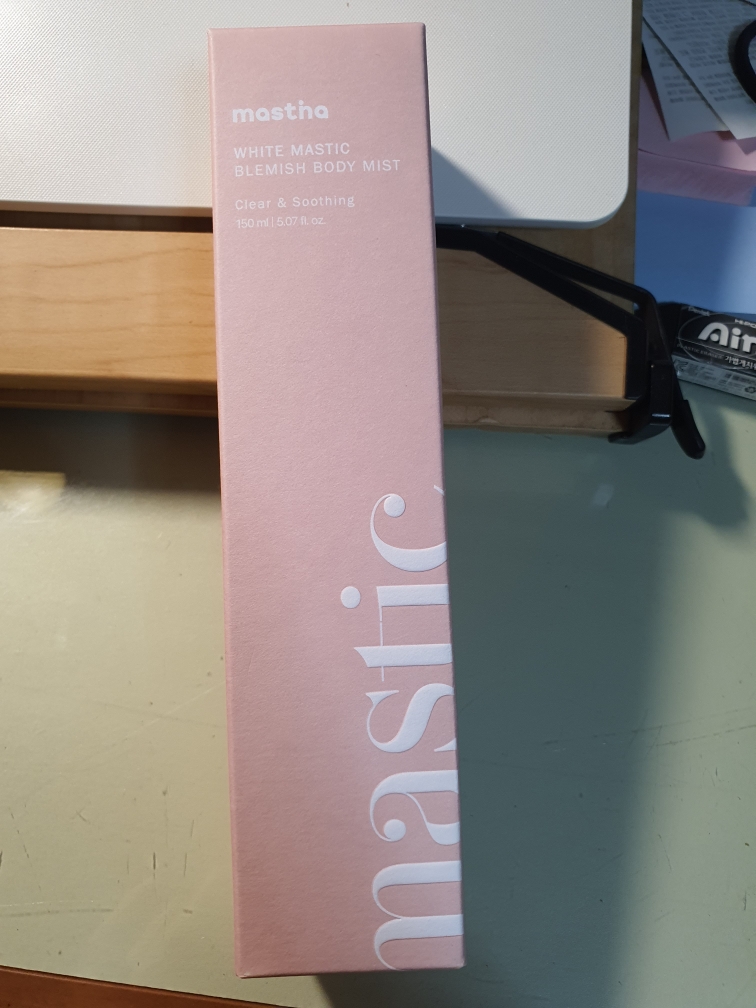 mastha
WHITE MASTIC
BLEMISH BODY MIST
Clear & Soothing
150 ml | 5.07 fl. oz.
mastic
Air